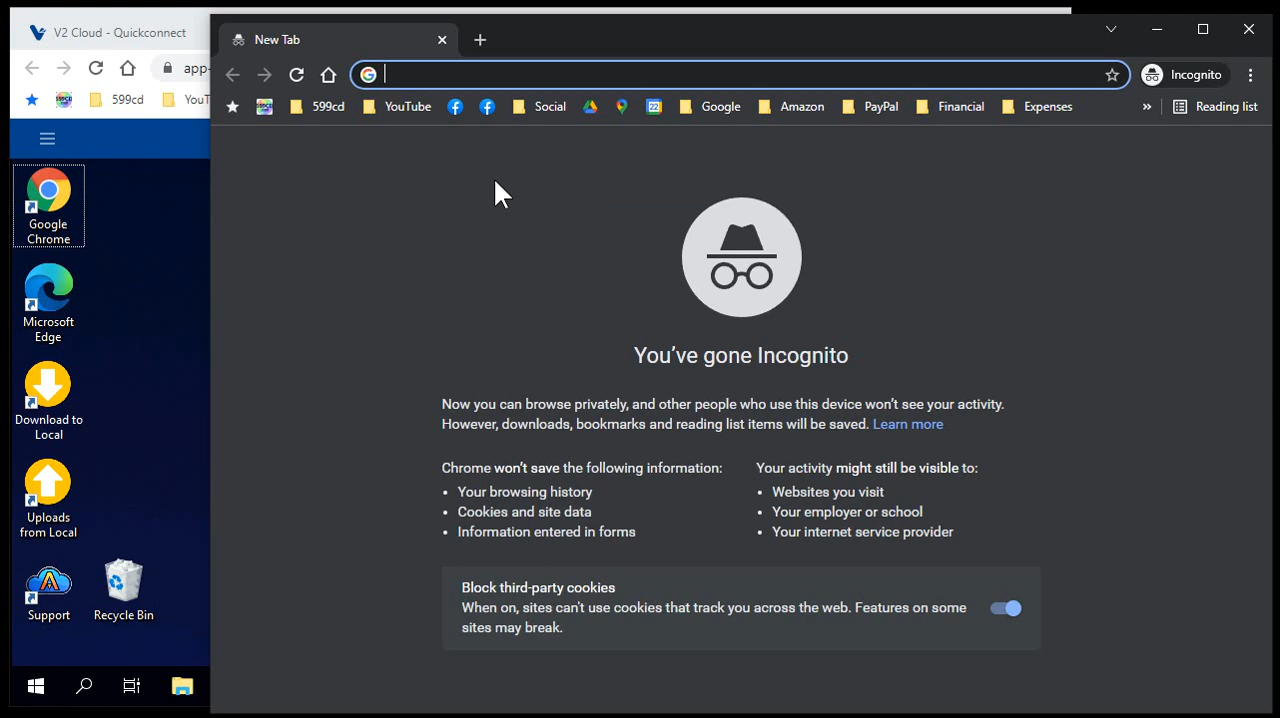 V2 Cloud - Quickconnect
app-
599cd
YouT
Google
Chrome
Microsoft
Edge
Download to
Local
Uploads
from Local
Support
Recycle Bin
New Tab
Incognito
599cd
YouTube
Social
22
Google
Amazon
PayPal
Financial
Expenses
»
Reading list
You've gone Incognito
Now you can browse privately, and other people who use this device won't see your activity.
However, downloads, bookmarks and reading list items will be saved. Learn more
Chrome won't save the following information:
• Your browsing history
• Cookies and site data
• Information entered in forms
Your activity might still be visible to:
• Websites you visit
• Your employer or school
• Your internet service provider
Block third-party cookies
When on, sites can't use cookies that track you across the web. Features on some
sites may break.